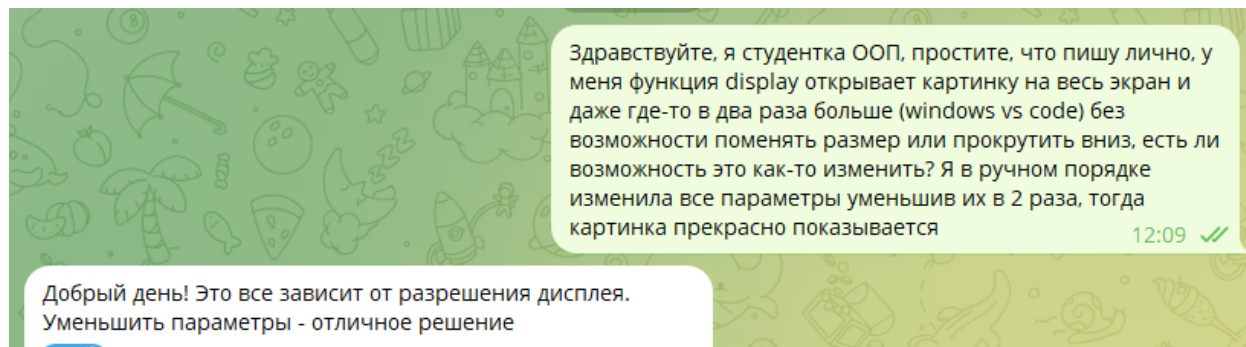 Здравствуйте, я студентка ООП, простите, что пишу лично, у
меня функция display открывает картинку на весь экран и
даже где-то в два раза больше (windows vs code) без
возможности поменять размер или прокрутить вниз, есть ли
возможность это как-то изменить? Я в ручном порядке
изменила все параметры уменьшив их в 2 раза, тогда
картинка прекрасно показывается
12:09
Добрый день! Это все зависит от разрешения дисплея.
Уменьшить параметры - отличное решение